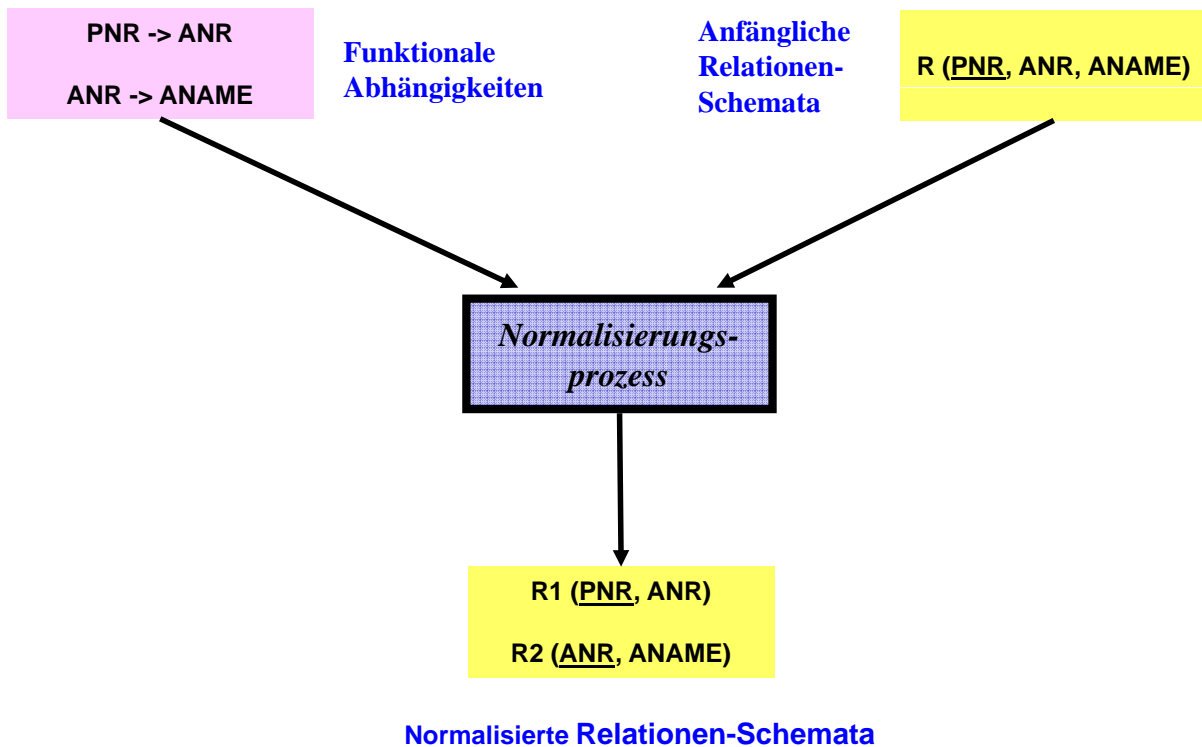 PNR -> ANR
ANR -> ANAME
Funktionale
Abhängigkeiten
Anfängliche
Relationen-
Schemata
R (PNR, ANR, ANAME)
Normalisierungs-
prozess
R1 (PNR, ANR)
R2 (ANR, ANAME)
Normalisierte Relationen-Schemata